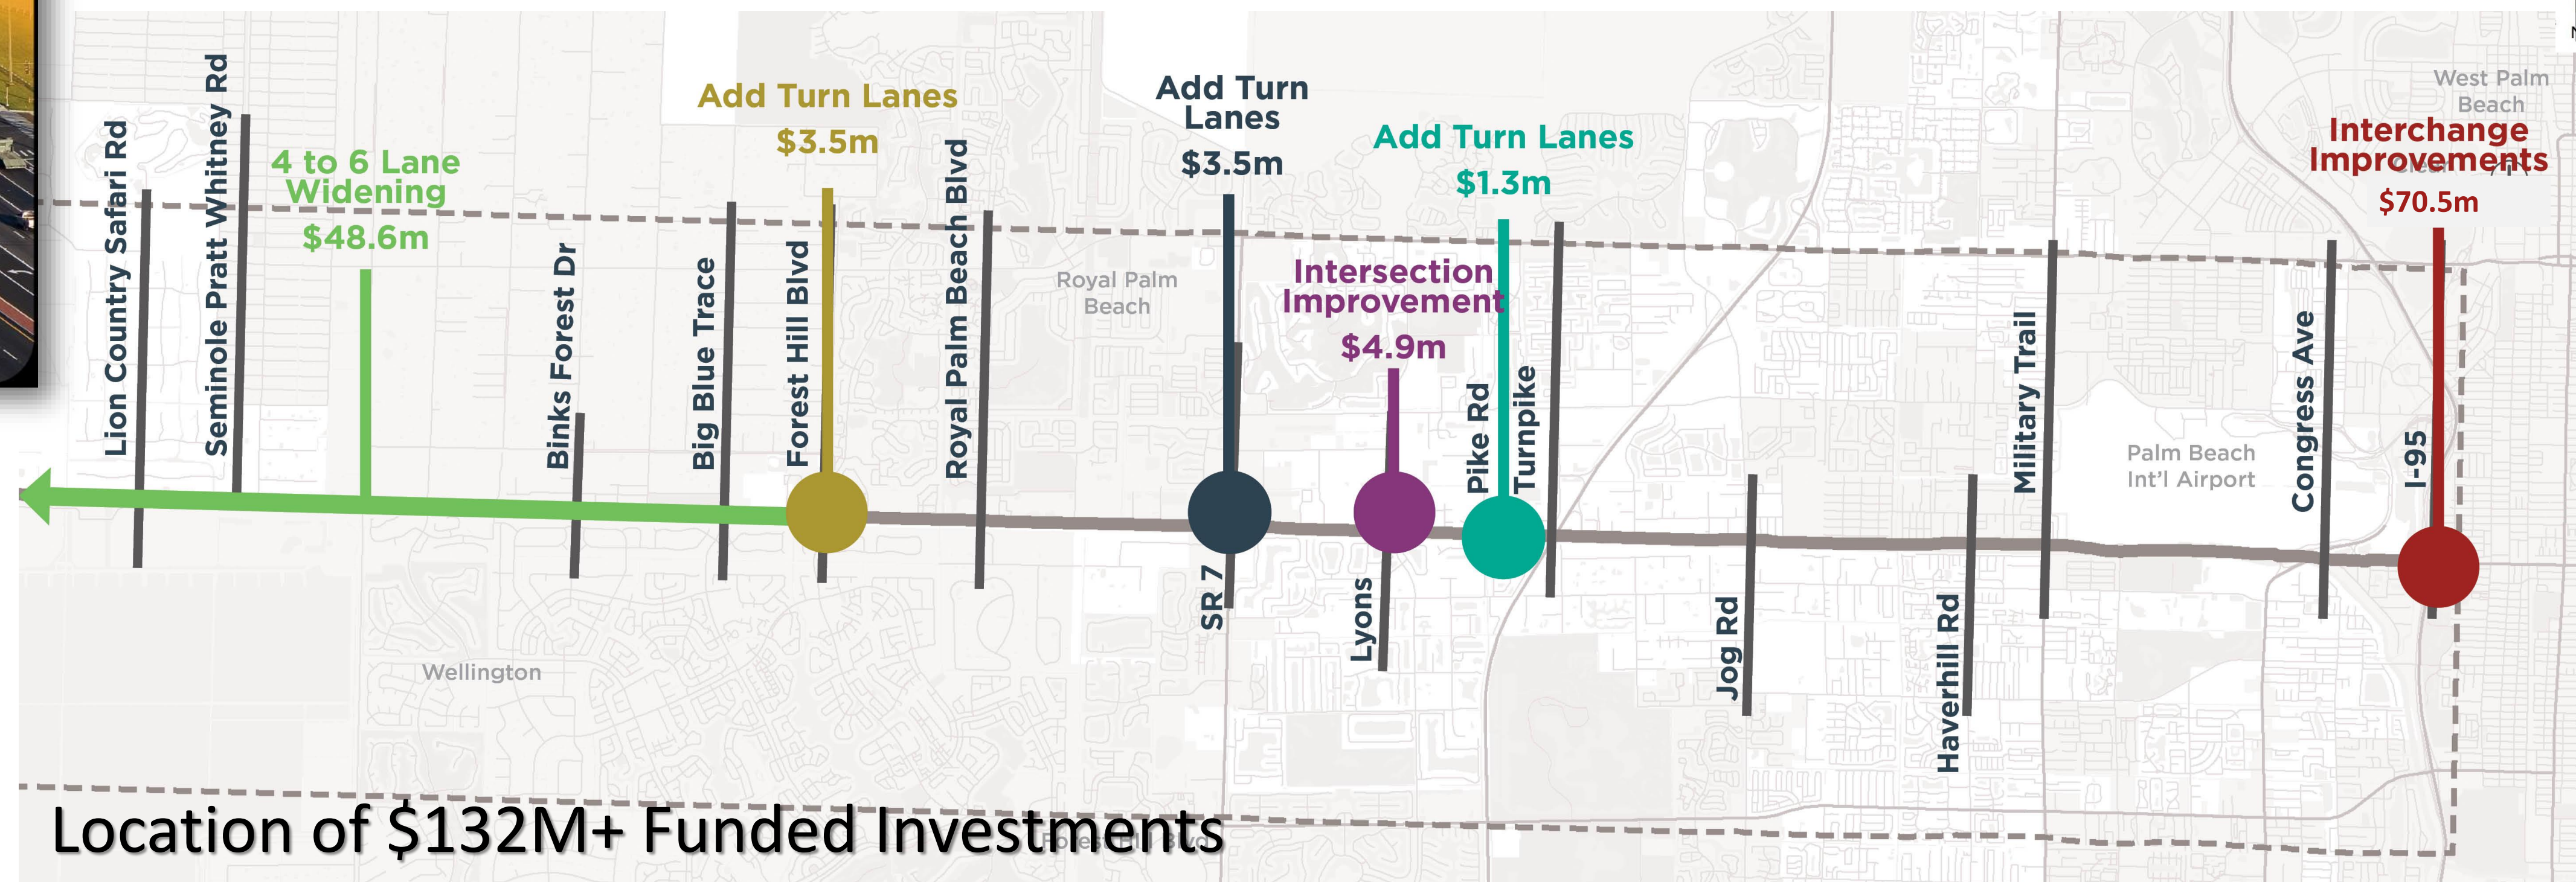 West Palm
Beach
Lion Country Safari Rd
Seminole Pratt Whitney Rd
4 to 6 Lane
Widening
$48.6m
Binks Forest Dr
Big Blue Trace
Add Turn Lanes
$3.5m
Forest Hill Blvd
Royal Palm Beach Blvd
Royal Palm
Beach
Add Turn
Lanes
$3.5m
SR 7
Intersection
Improvement
$4.9m
Lyons
Add Turn Lanes
$1.3m
Pike Rd
Turnpike
Jog Rd
Haverhill Rd
Military Trail
Palm Beach
Int'l Airport
Congress Ave
I-95
Interchange
Improvements
$70.5m
Wellington
Location of $132M+ Funded Investments